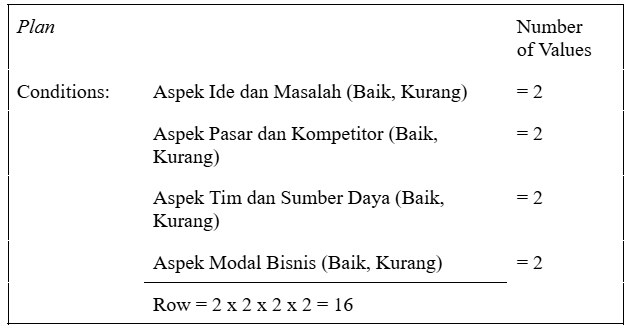 Plan Number
of Values
Conditions: Aspek Ide dan Masalah (Baik, Kurang) = 2
Aspek Pasar dan Kompetitor (Baik, = 2
Kurang)
Aspek Tim dan Sumber Daya (Baik, = 2
Kurang)
Aspek Modal Bisnis (Baik, Kurang) = 2
Row = 2 x 2 x 2 x 2 = 16